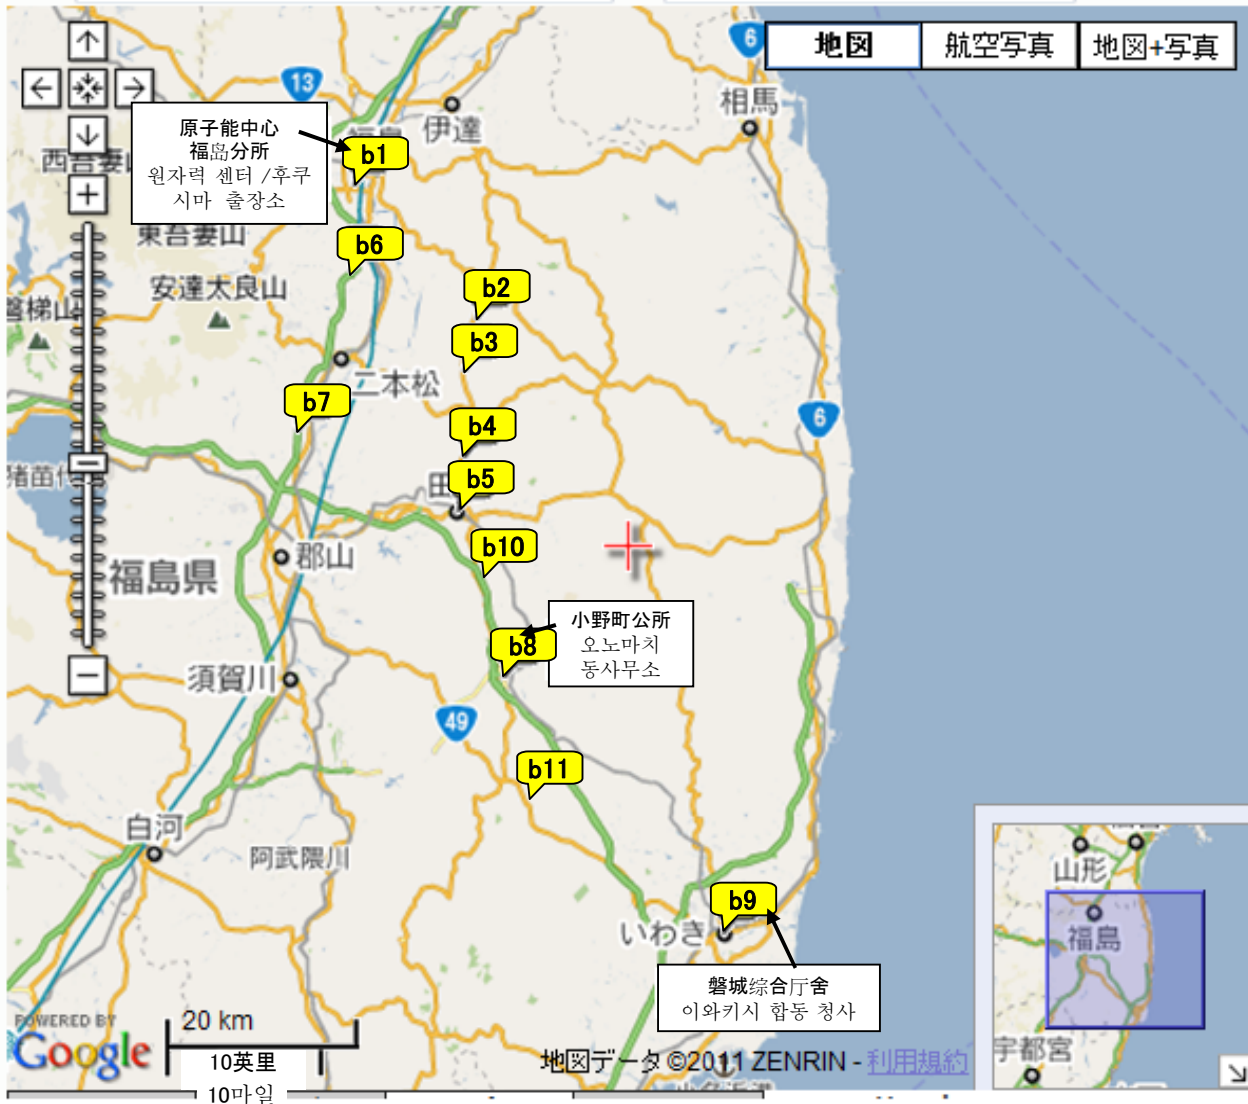 6
地図
航空写真
地図+写真
13
相馬
伊達
原子能中心
福岛分所
원자력 센터 /후쿠
시마 출장소
b1
東吾妻山
b6
安達太良山
b2
磐梯山
b3
二本松
b7
6
b4
b5
猪苗代
b10
郡山
福島県
小野町公所
오노마치
동사무소
b8
須賀川
49
b11
白河
阿武隈川
山形
福島
b9
いわき
磐城综合厅舍
이와키시 합동 청사
宇都宮
POWERED BY
Google
20 km
10英里
10마일
地図データ ©2011 ZENRIN - 利用規約